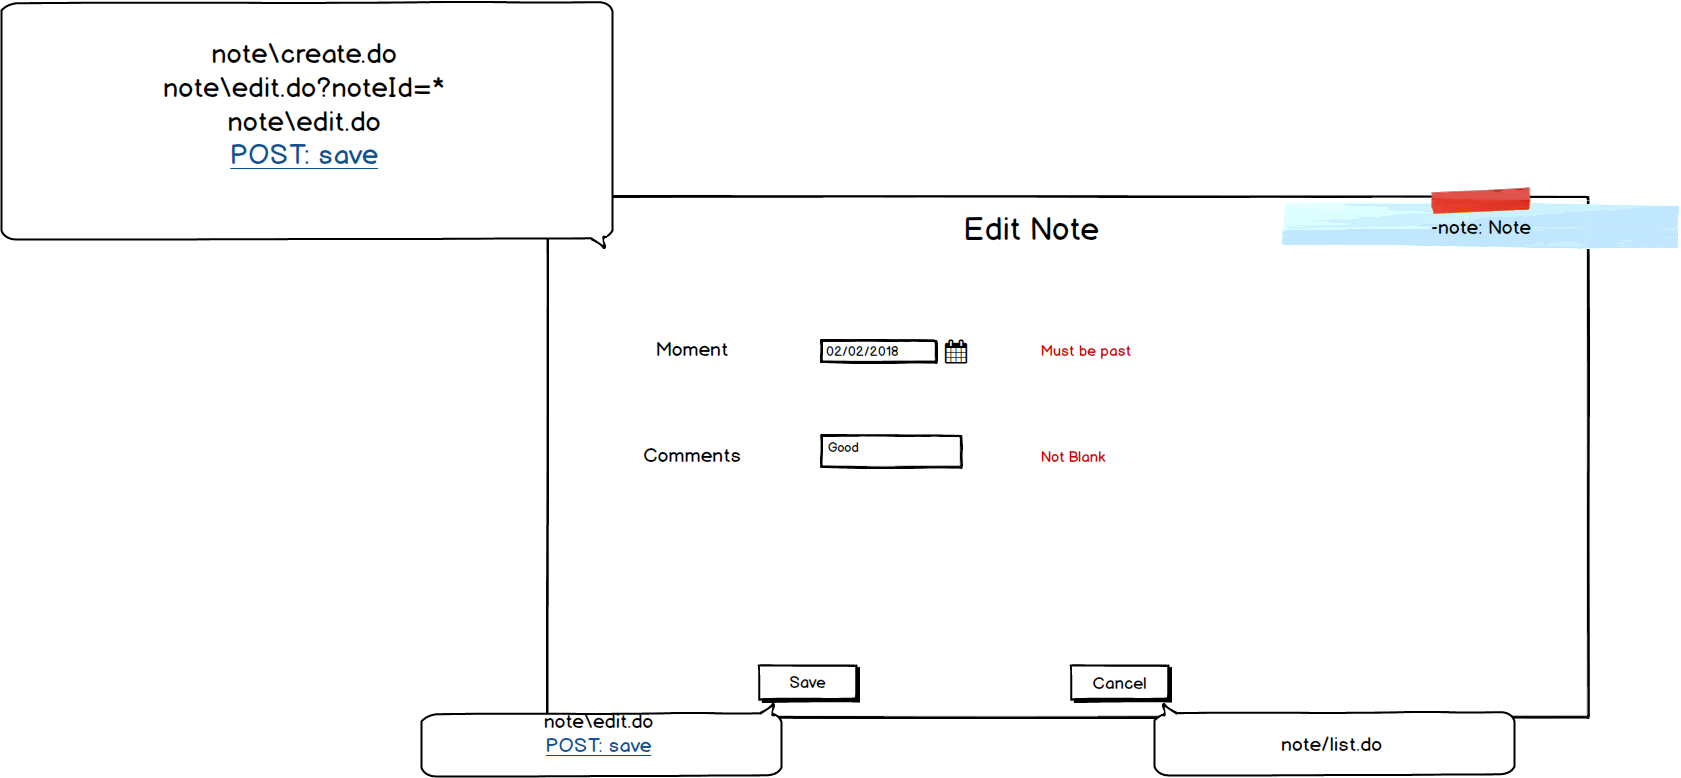 note\create.do
note\edit.do?noteId=*
note\edit.do
POST: save
Edit Note
-note: Note
Moment
02/02/2018
Must be past
Comments
Good
Not Blank
Save
Cancel
note\edit.do
POST: save
note/list.do